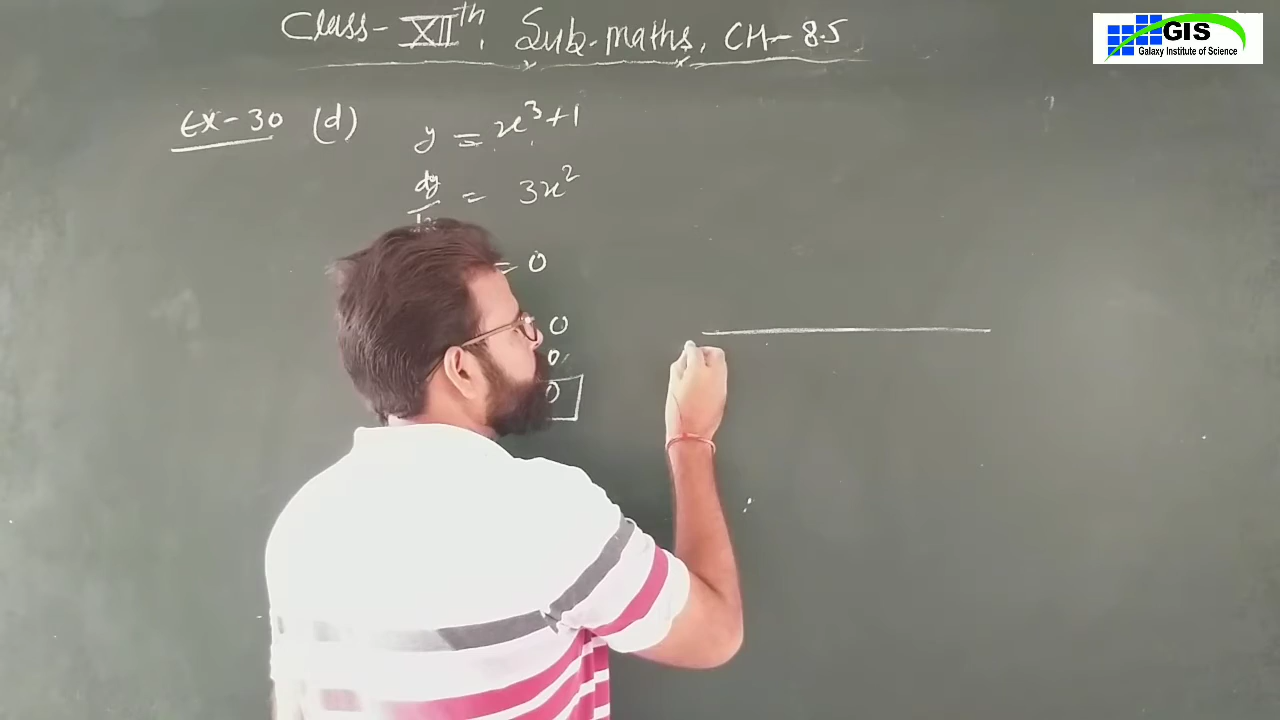 Class-XIIth, Sub-maths, CH-8.5
Ex-30 (d)
y = x³+1
dy/dx = 3x²
= 0
0
0
0
GIS
Galaxy Institute of Science